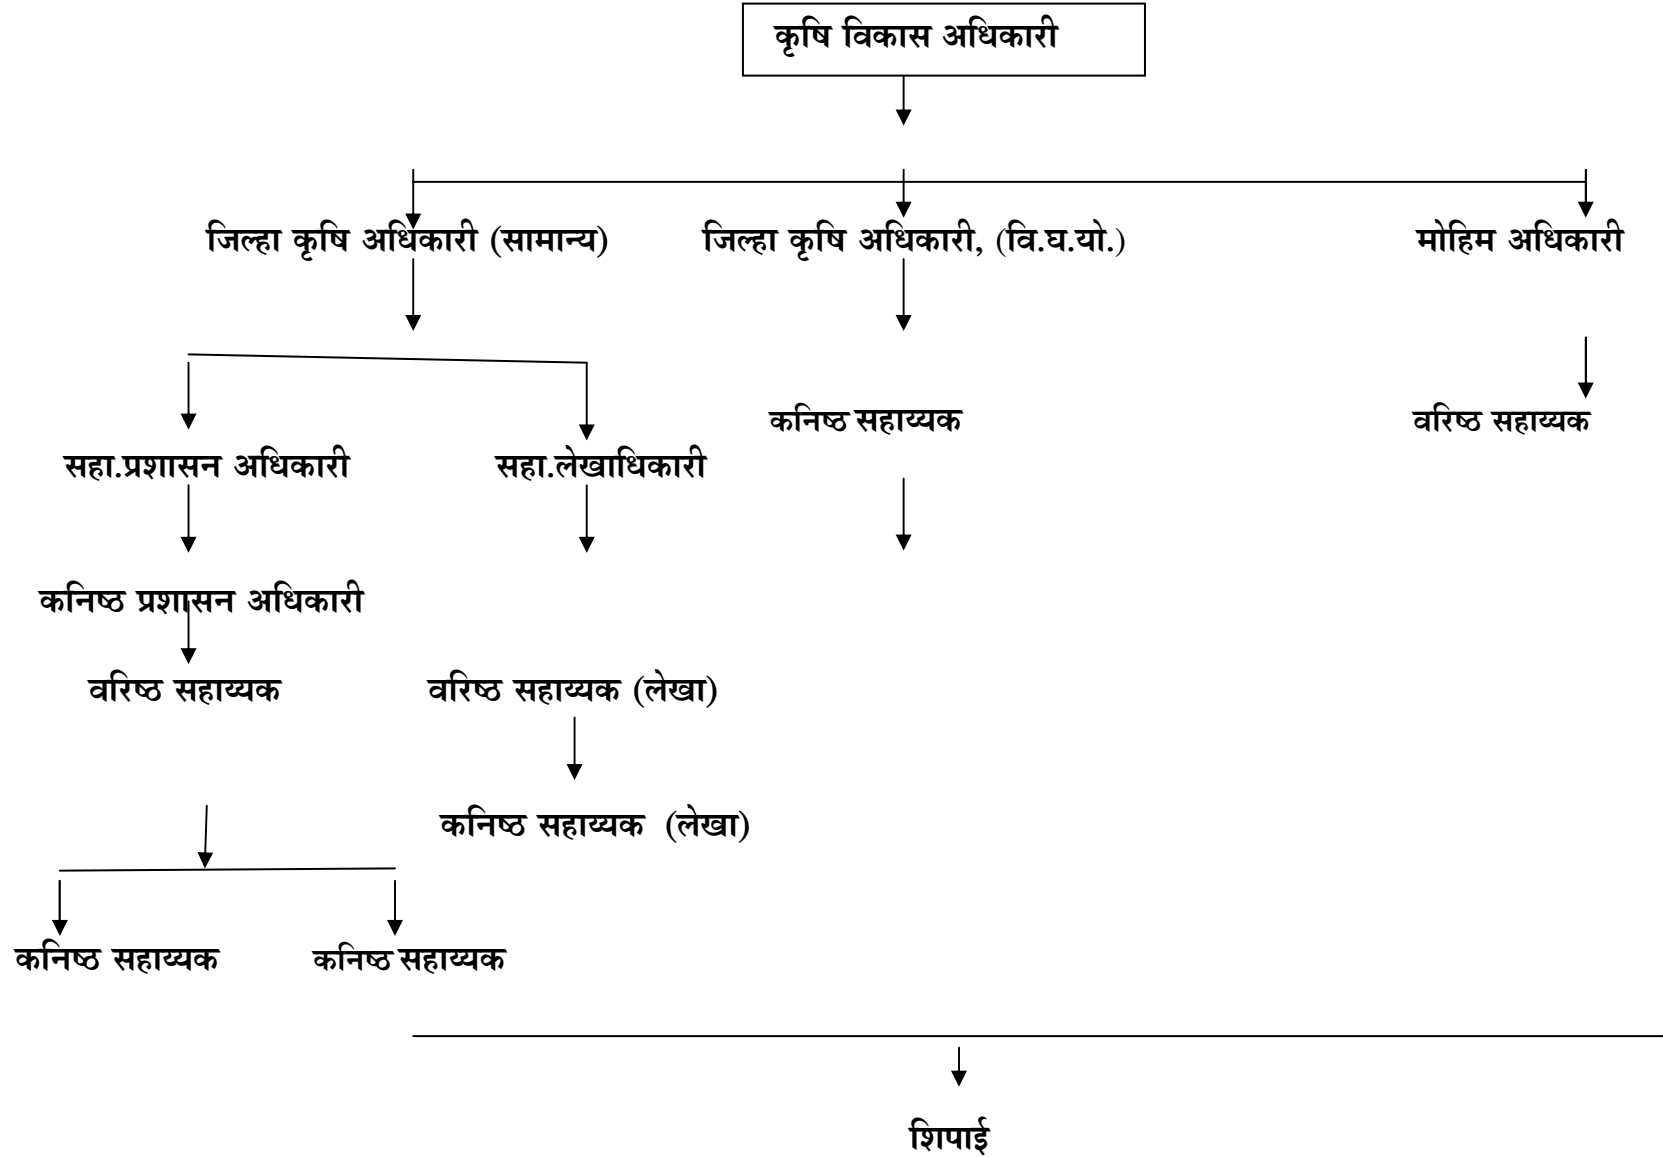 कृषि विकास अधिकारी
जिल्हा कृषि अधिकारी (सामान्य) जिल्हा कृषि अधिकारी, (वि.घ.यो.) मोहिम अधिकारी
कनिष्ठ सहाय्यक वरिष्ठ सहाय्यक
सहा.प्रशासन अधिकारी सहा.लेखाधिकारी
कनिष्ठ प्रशासन अधिकारी
वरिष्ठ सहाय्यक वरिष्ठ सहाय्यक (लेखा)
कनिष्ठ सहाय्यक (लेखा)
कनिष्ठ सहाय्यक कनिष्ठ सहाय्यक
शिपाई